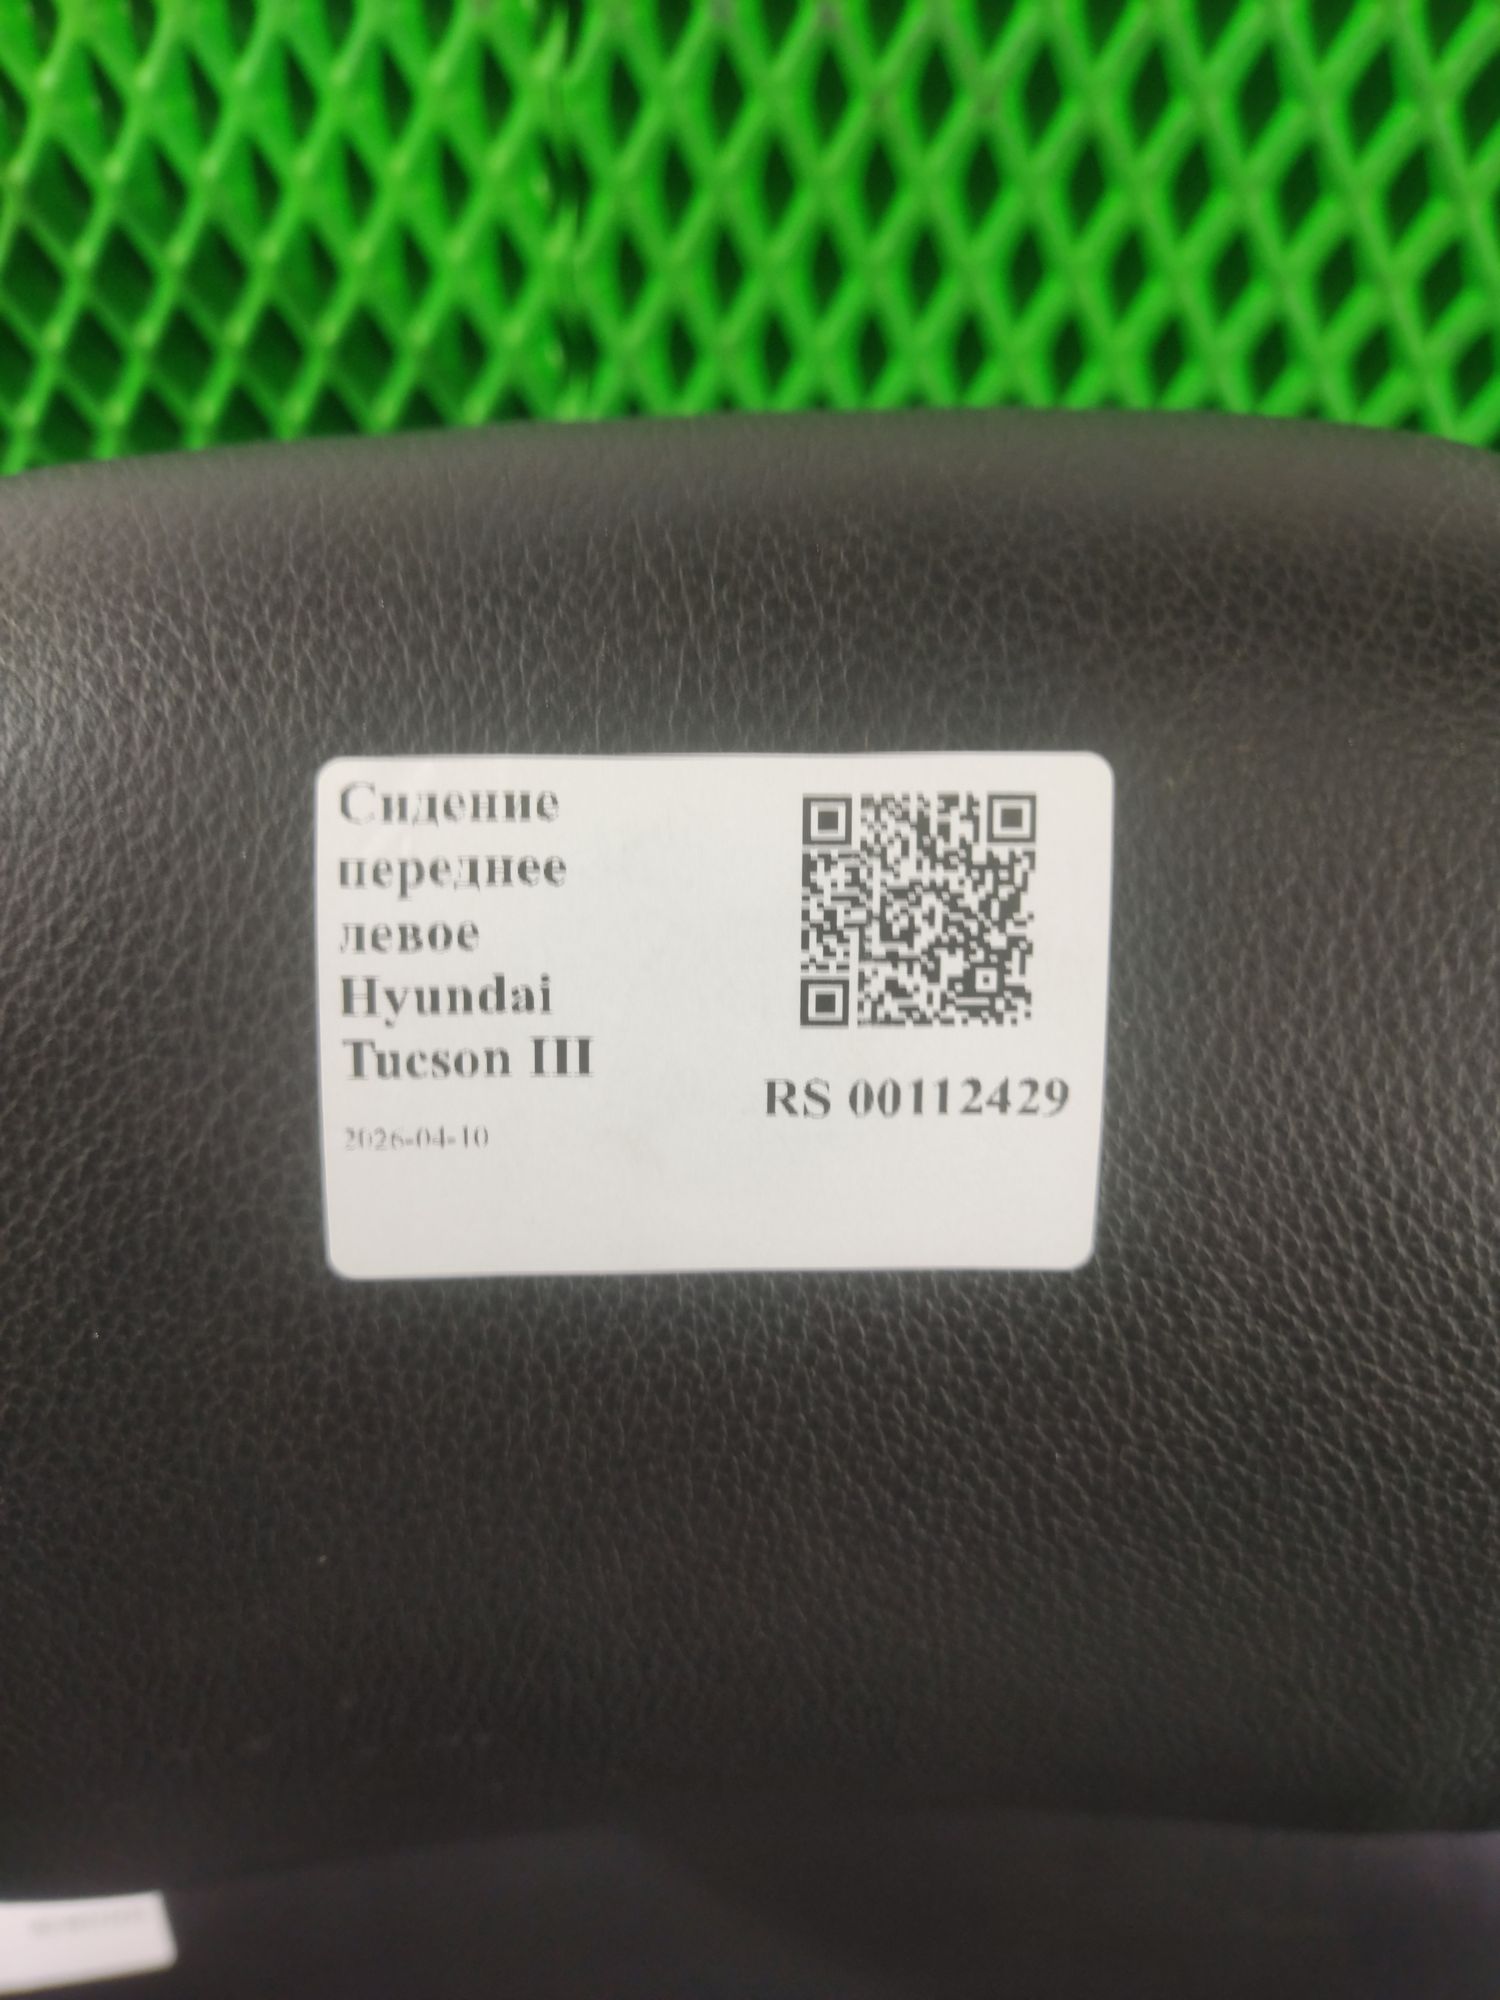 Сидение
переднее
левое
Hyundai
Tucson III
2026-04-10
RS 00112429